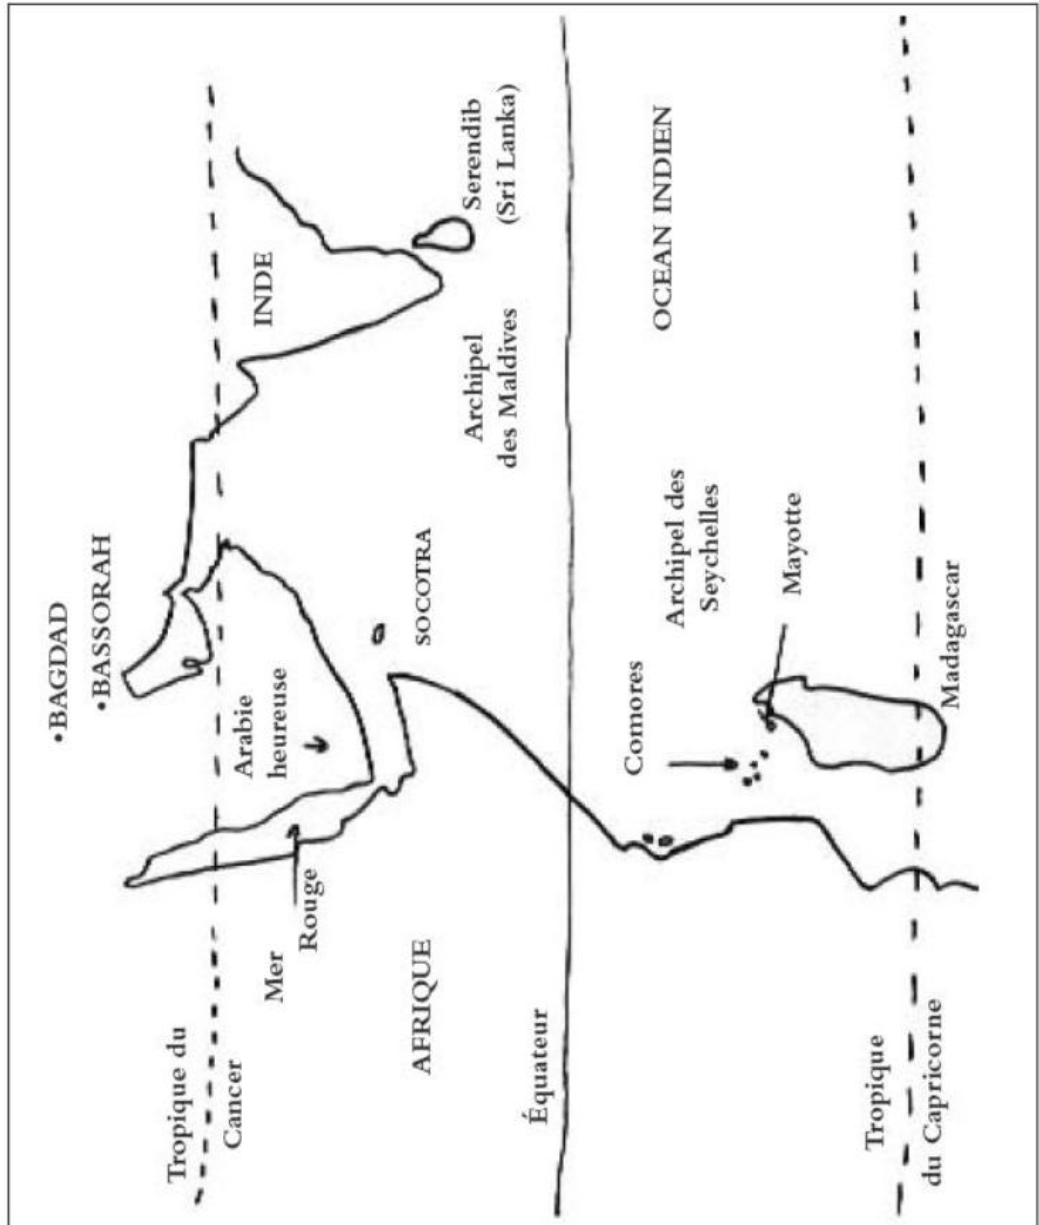 •BAGDAD
•BASSORAH
Tropique du
Cancer
Arabie
heureuse
INDE
Mer
Rouge
AFRIQUE
SOCOTRA
Archipel
des Maldives
Serendib
(Sri Lanka)
Équateur
Comores
Archipel des
Seychelles
OCEAN INDIEN
Mayotte
Tropique
du Capricorne
Madagascar